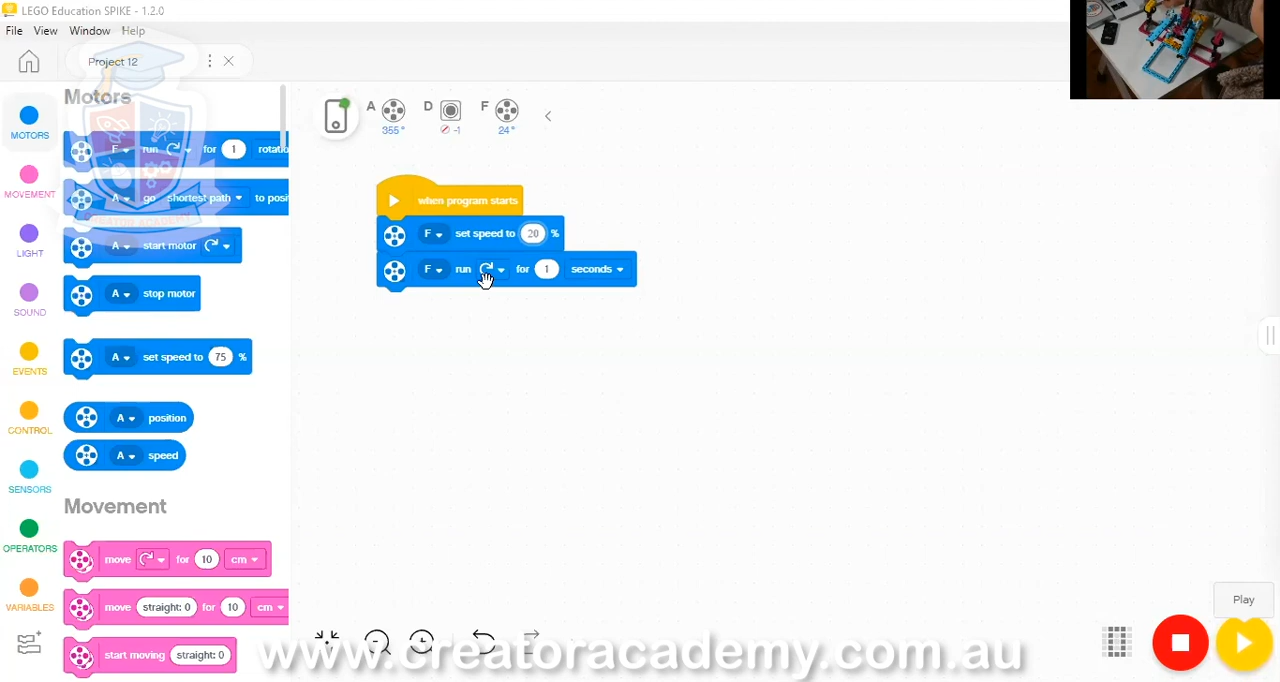 LEGO Education SPIKE - 1.2.0
File View Window Help
Project 12
A D F
355° -1 24°
MOTORS
MOVEMENT
LIGHT
SOUND
EVENTS
CONTROL
SENSORS
OPERATORS
VARIABLES
Motors
F run for 1 rotatio
A go shortest path to posi
A start motor
A stop motor
A set speed to 75 %
A position
A speed
Movement
move for 10 cm
move straight: 0 for 10 cm
start moving straight: 0
when program starts
F set speed to 20 %
F run for 1 seconds
Play
CREATOR ACADEMY
www.creatoracademy.com.au